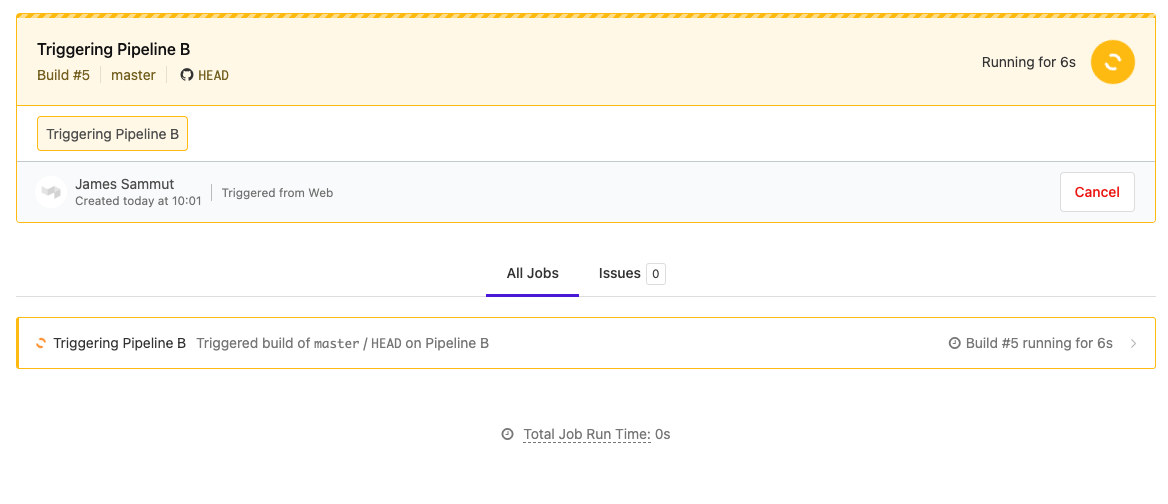 Triggering Pipeline B
Build #5 master HEAD
Running for 6s
Triggering Pipeline B
James Sammut
Created today at 10:01
Triggered from Web
Cancel
All Jobs Issues 0
Triggering Pipeline B Triggered build of master / HEAD on Pipeline B Build #5 running for 6s
Total Job Run Time: 0s